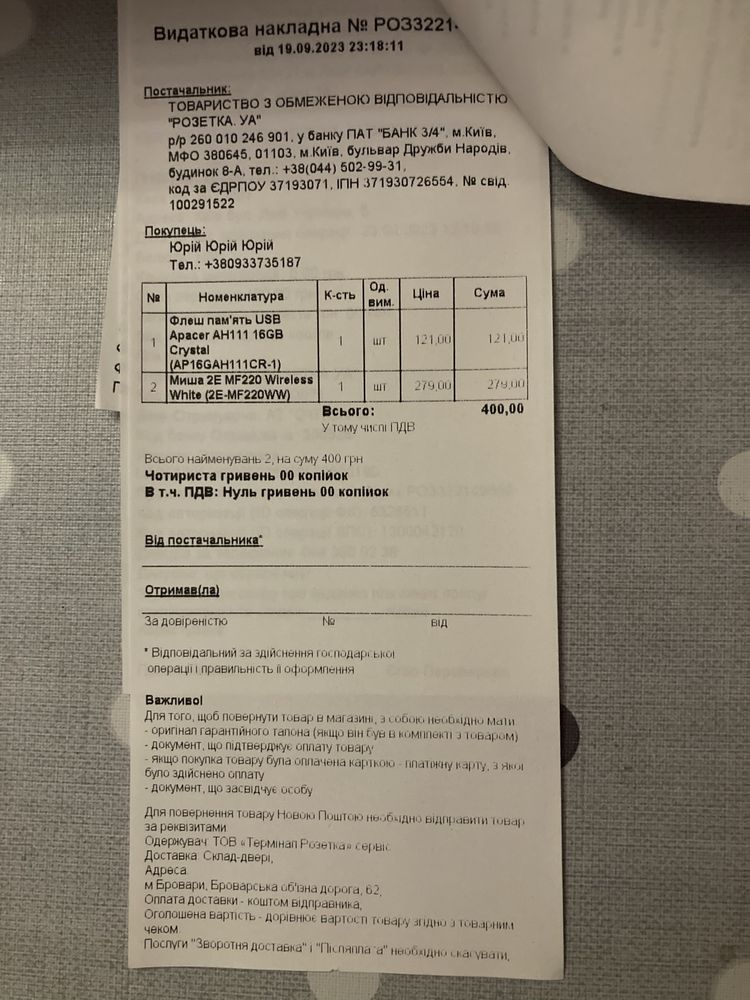 Видаткова накладна № РОЗ3221
від 19.09.2023 23:18:11
Постачальник:
ТОВАРИСТВО З ОБМЕЖЕНОЮ ВІДПОВІДАЛЬНІСТЮ
"РОЗЕТКА. УА"
р/р 260 010 246 901, у банку ПАТ "БАНК 3/4", м.Київ,
МФО 380645, 01103, м.Київ, бульвар Дружби Народів,
будинок 8-А, тел.: +38(044) 502-99-31,
код за ЄДРПОУ 37193071, ІПН 371930726554, № свід.
100291522
Покупець:
Юрій Юрій Юрій
Тел.: +380933735187
№ Номенклатура К-сть Од. вим. Ціна Сума
1 Флеш пам'ять USB 1 шт 121,00 121,00
Apacer AH111 16GB
Crystal
(AP16GAH111CR-1)
2 Миша 2E MF220 Wireless 1 шт 279,00 279,00
White (2E-MF220WW)
Всього: 400,00
У тому числі ПДВ
Всього найменувань 2, на суму 400 грн
Чотириста гривень 00 копійок
В т.ч. ПДВ: Нуль гривень 00 копійок
Від постачальника*
Отримав(ла)
За довіреністю № від
* Відповідальний за здійснення господарської
операції і правильність її оформлення
Важливо!
Для того, щоб повернути товар в магазині, з собою необхідно мати
- оригінал гарантійного талона (якщо він був в комплекті з товаром)
- документ, що підтверджує оплату товару
- якщо покупка товару була оплачена карткою - платіжну карту, з якої
було здійснено оплату
- документ, що засвідчує особу
Для повернення товару Новою Поштою необхідно відправити товар
за реквізитами
Одержувач: ТОВ «Термінал Розетка» сервіс
Доставка: Склад-двері,
Адреса
м Бровари, Броварська об'їзна дорога, 62,
Оплата доставки - коштом відправника,
Оголошена вартість - дорівнює вартості товару згідно з товарним
чеком
Послуги "Зворотня доставка" і "Післяплата" необхідно скасувати,